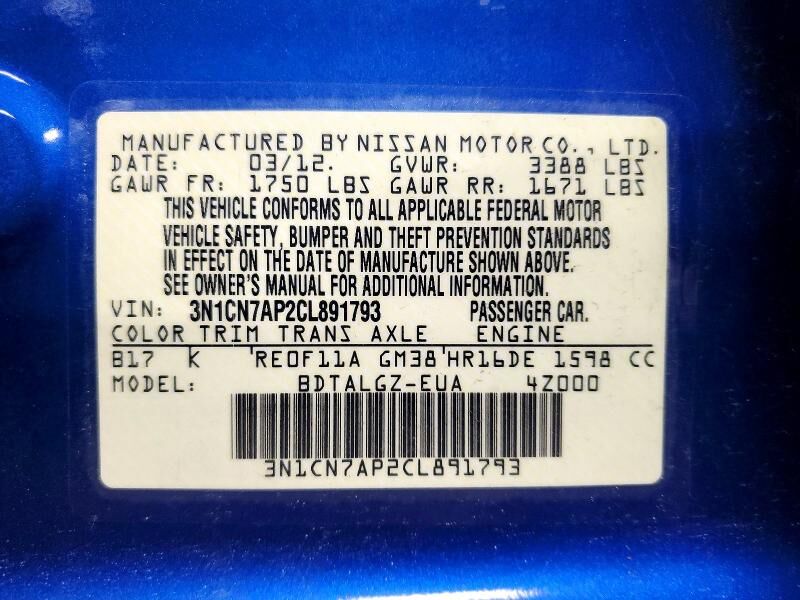 MANUFACTURED BY NISSAN MOTOR CO., LTD.
DATE: 03/12. GVWR: 3388 LBS
GAWR FR: 1750 LBS GAWR RR: 1671 LBS
THIS VEHICLE CONFORMS TO ALL APPLICABLE FEDERAL MOTOR
VEHICLE SAFETY, BUMPER AND THEFT PREVENTION STANDARDS
IN EFFECT ON THE DATE OF MANUFACTURE SHOWN ABOVE.
SEE OWNER'S MANUAL FOR ADDITIONAL INFORMATION.
VIN: 3N1CN7AP2CL891793 PASSENGER CAR.
COLOR TRIM TRANS AXLE ENGINE
B17 K RE0F11A GM38 HR16DE 1598 CC
MODEL: BDTALGZ-EUA 4Z000
3N1CN7AP2CL891793